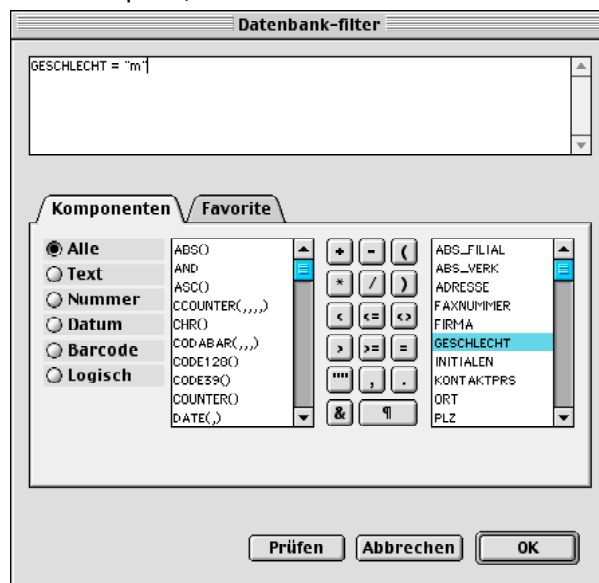 Datenbank-filter
GESCHLECHT = "m"
Komponenten
Favorite
Alle
Text
Nummer
Datum
Barcode
Logisch
ABS()
AND
ASC()
CCOUNTER(,,,,)
CHR()
CODABAR(,,,)
CODE128()
CODE39()
COUNTER()
DATE(,)
+ - (
* / )
< <= <>
> >= =
"" , .
& ¶
ABS_FILIAL
ABS_VERK
ADRESSE
FAXNUMMER
FIRMA
GESCHLECHT
INITIALEN
KONTAKTPRS
ORT
PLZ
Prüfen
Abbrechen
OK